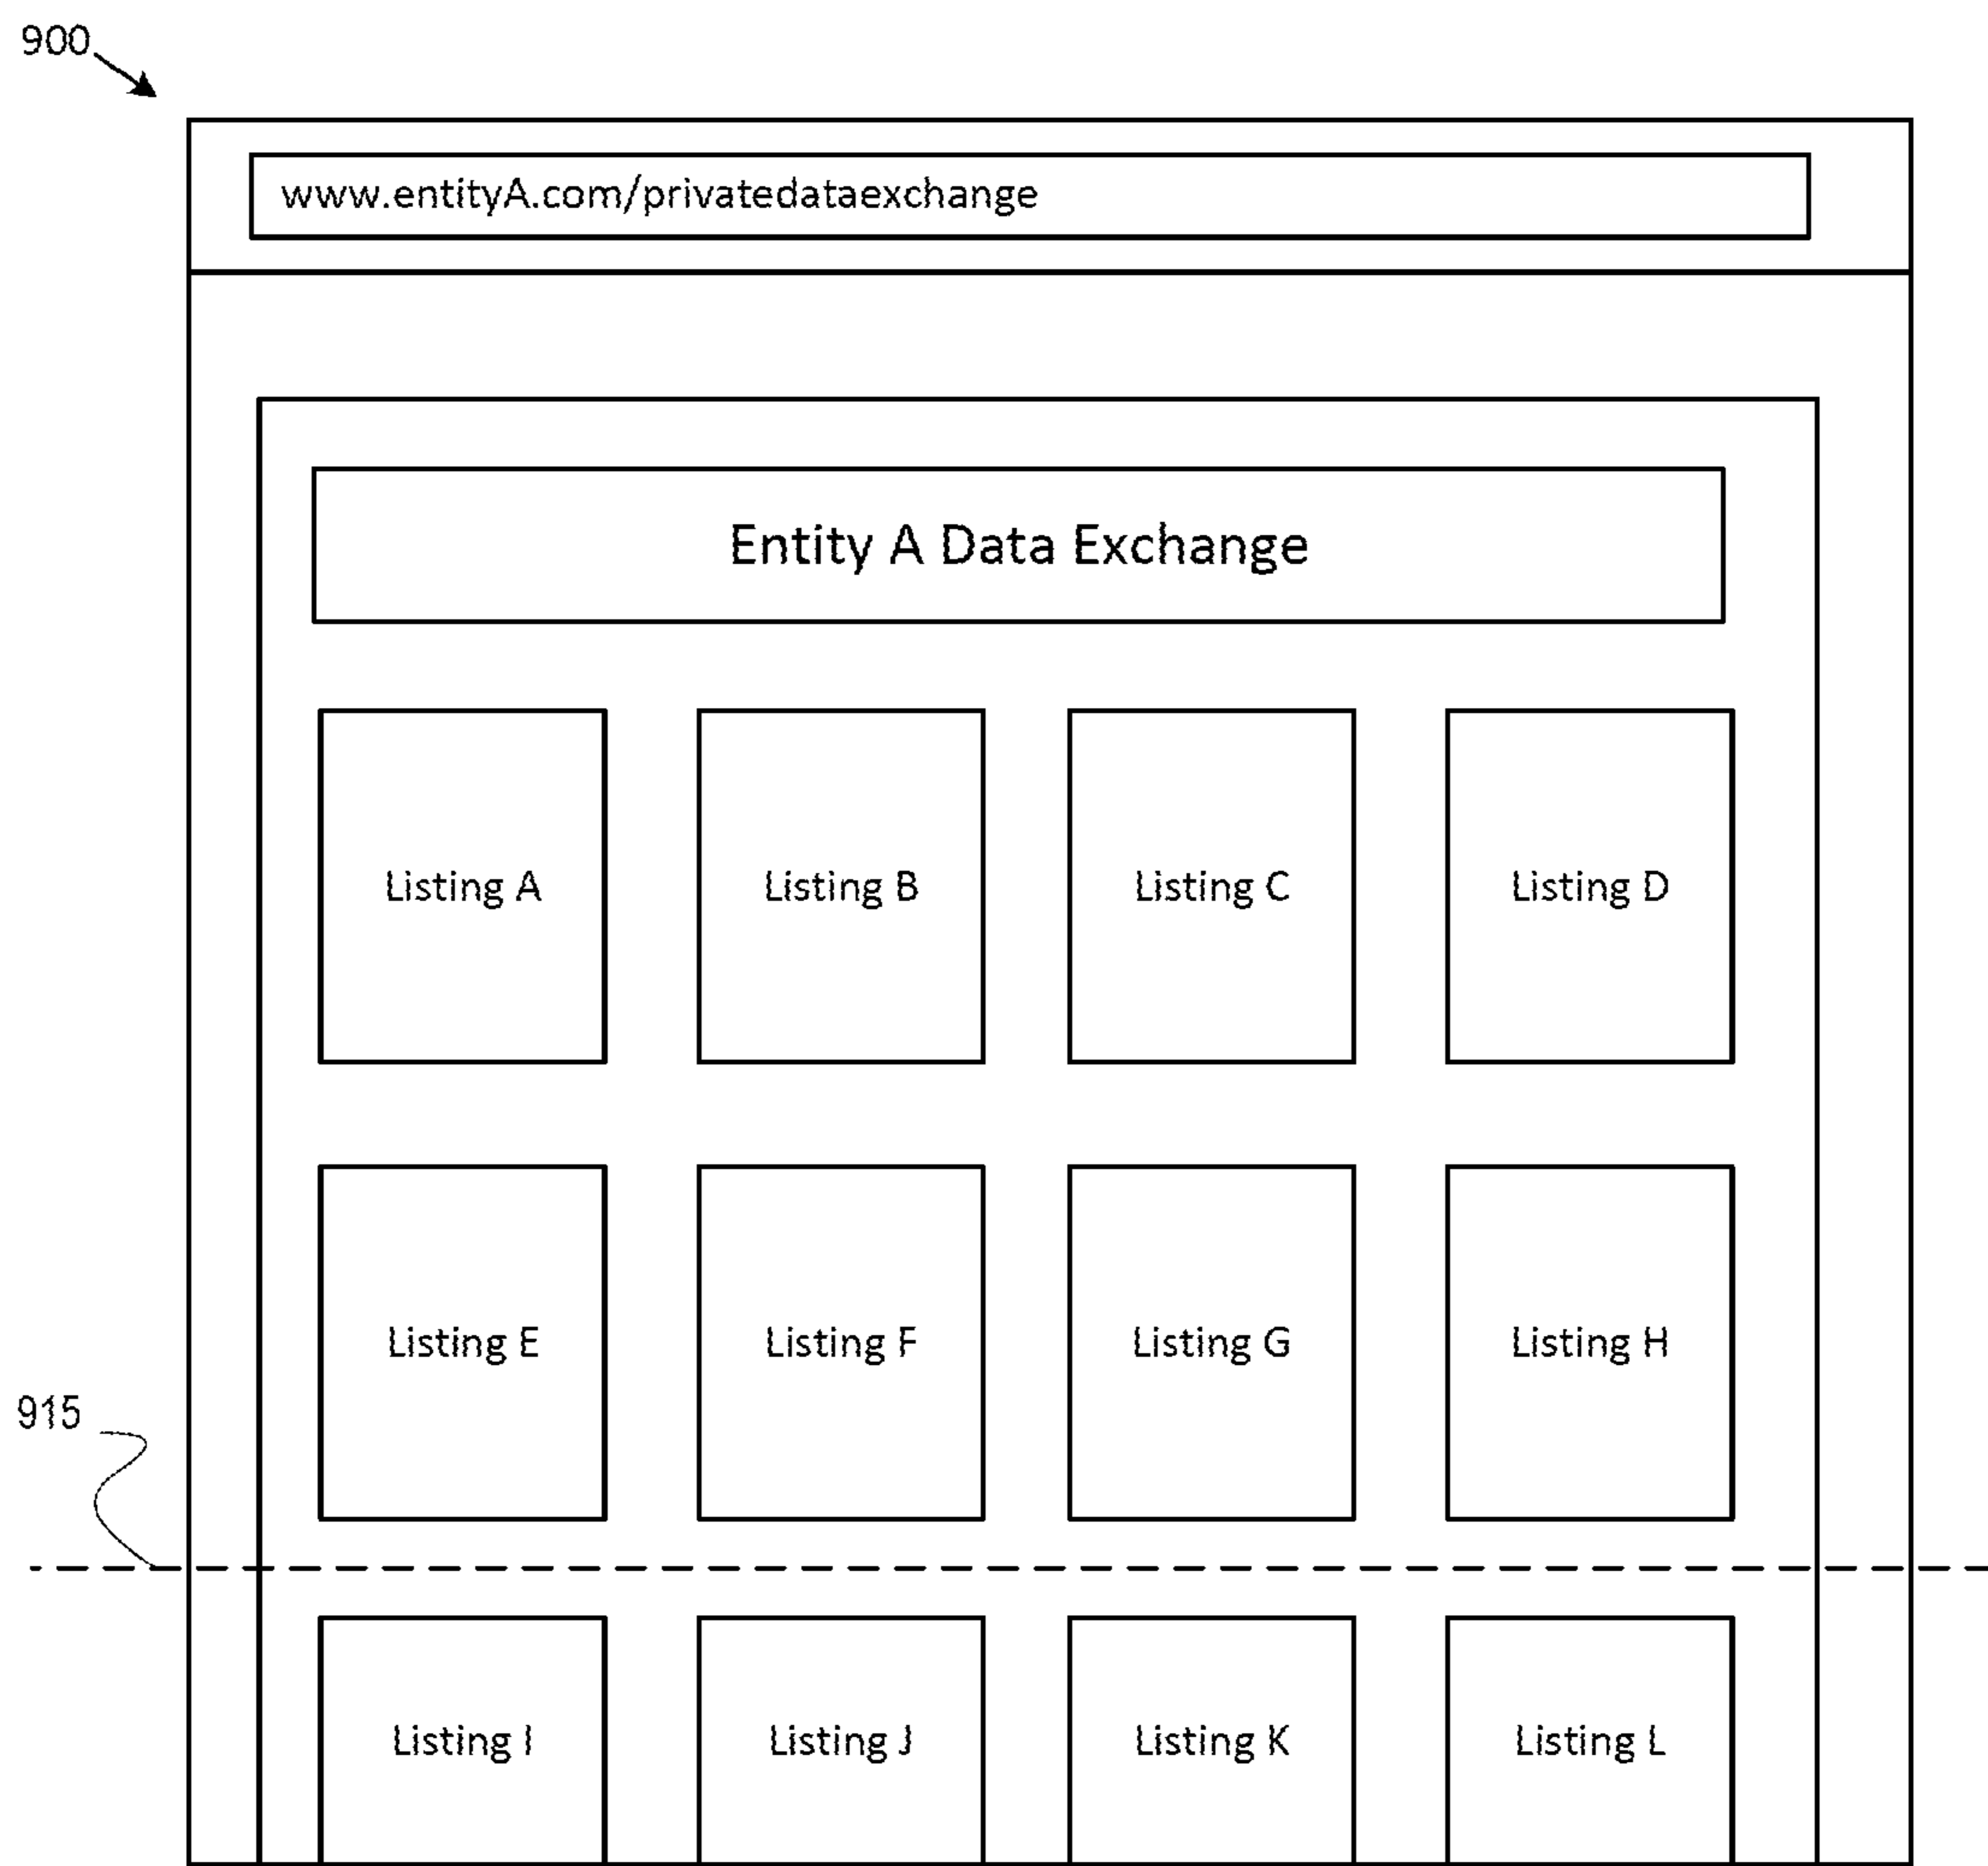 900
www.entityA.com/privatedataexchange
Entity A Data Exchange
Listing A
Listing B
Listing C
Listing D
Listing E
Listing F
Listing G
Listing H
915
Listing I
Listing J
Listing K
Listing L